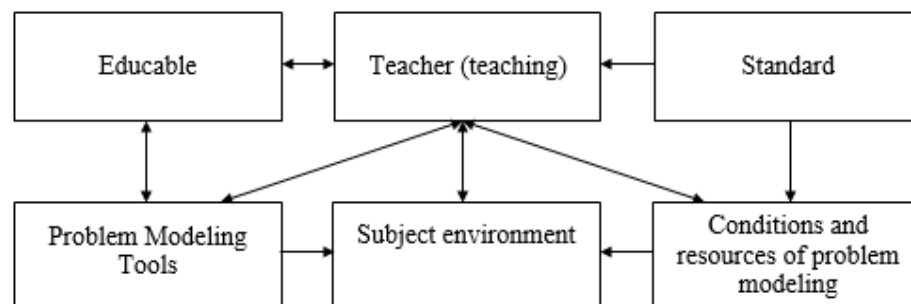 Educable
Teacher (teaching)
Standard
Problem Modeling
Tools
Subject environment
Conditions and
resources of problem
modeling